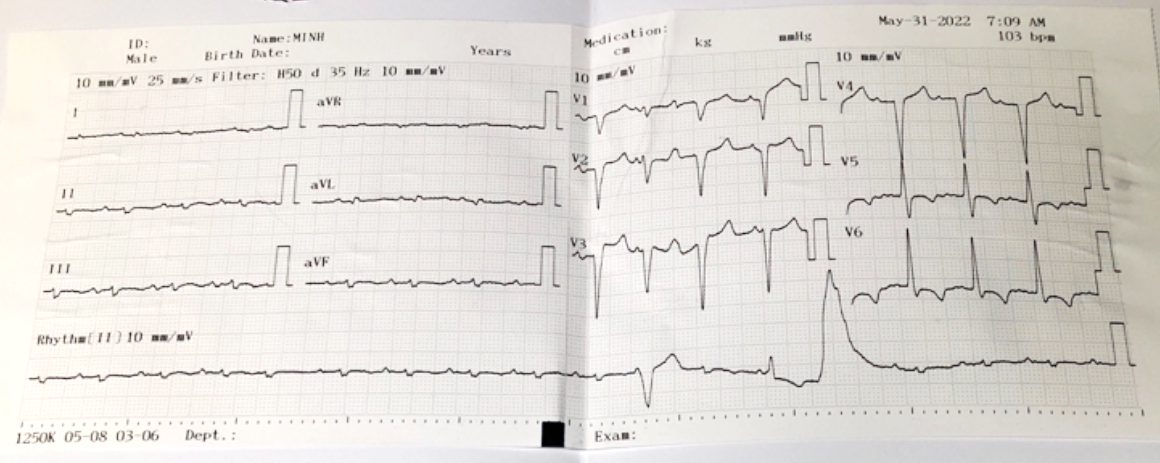 May-31-2022 7:09 AM
ID: Name:MINH Medication: 103 bpm
Male Birth Date: Years cm kg mmHg
10 mm/mV 25 mm/s Filter: H50 d 35 Hz 10 mm/mV 10 mm/mV 10 mm/mV
I aVR V1 V4
II aVL V2 V5
III aVF V3 V6
Rhythm[II]10 mm/mV
1250K 05-08 03-06 Dept.: Exam: